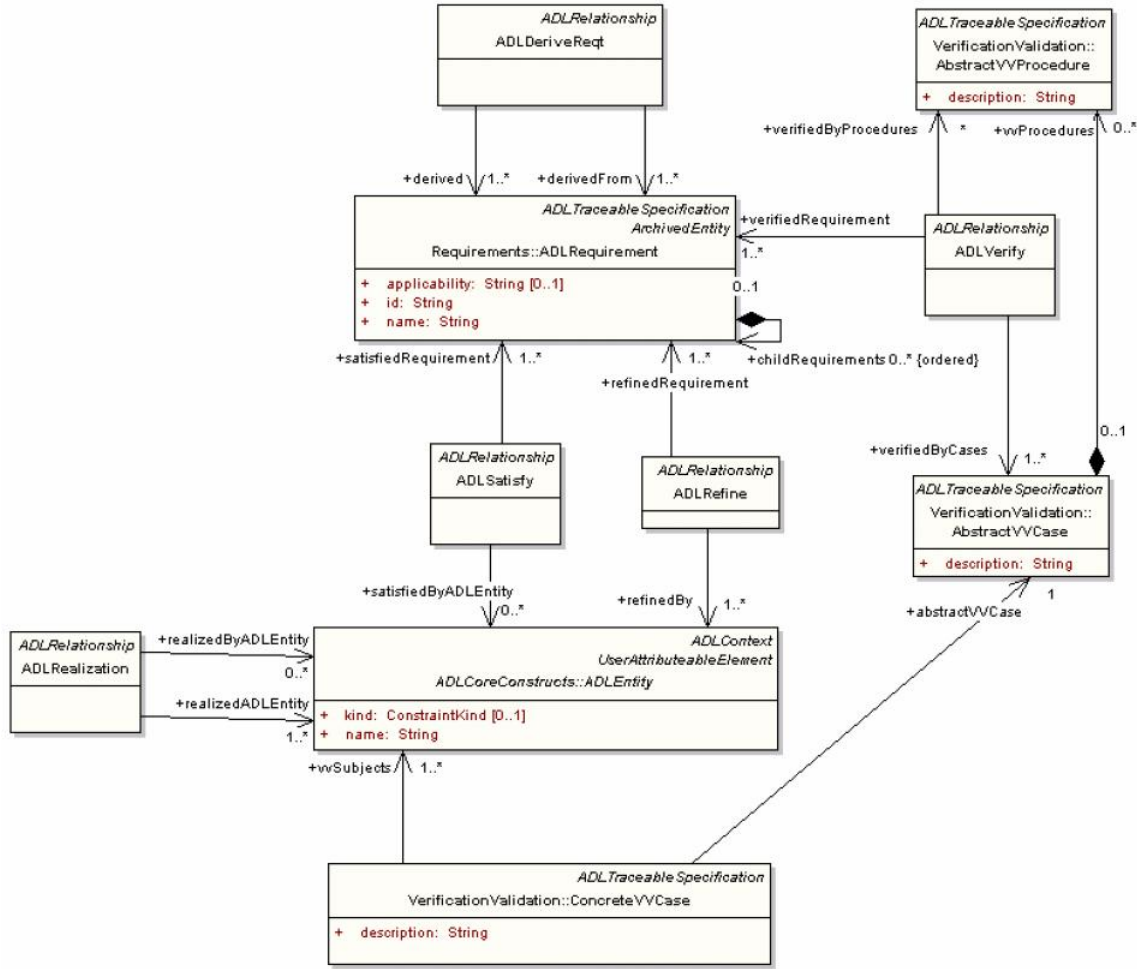 ADLRelationship
ADLDeriveReqt
ADLTraceableSpecification
VerificationValidation::
AbstractVVProcedure
+ description: String
+verifiedByProcedures * +vvProcedures 0..*
+derived 1..* +derivedFrom 1..*
ADLTraceableSpecification
ArchivedEntity
Requirements::ADLRequirement
+ applicability: String [0..1]
+ id: String
+ name: String
+verifiedRequirement
1..*
ADLRelationship
ADLVerify
0..1
+childRequirements 0..* {ordered}
+satisfiedRequirement 1..*
1..*
+refinedRequirement
ADLRelationship
ADLSatisfy
ADLRelationship
ADLRefine
+verifiedByCases 1..*
0..1
ADLTraceableSpecification
VerificationValidation::
AbstractVVCase
+ description: String
+satisfiedByADLEntity
0..*
+refinedBy 1..*
+abstractVVCase 1
ADLRelationship
ADLRealization
+realizedByADLEntity
0..*
+realizedADLEntity
1..*
ADLContext
UserAttributeableElement
ADLCoreConstructs::ADLEntity
+ kind: ConstraintKind [0..1]
+ name: String
+vvSubjects 1..*
ADLTraceableSpecification
VerificationValidation::ConcreteVVCase
+ description: String